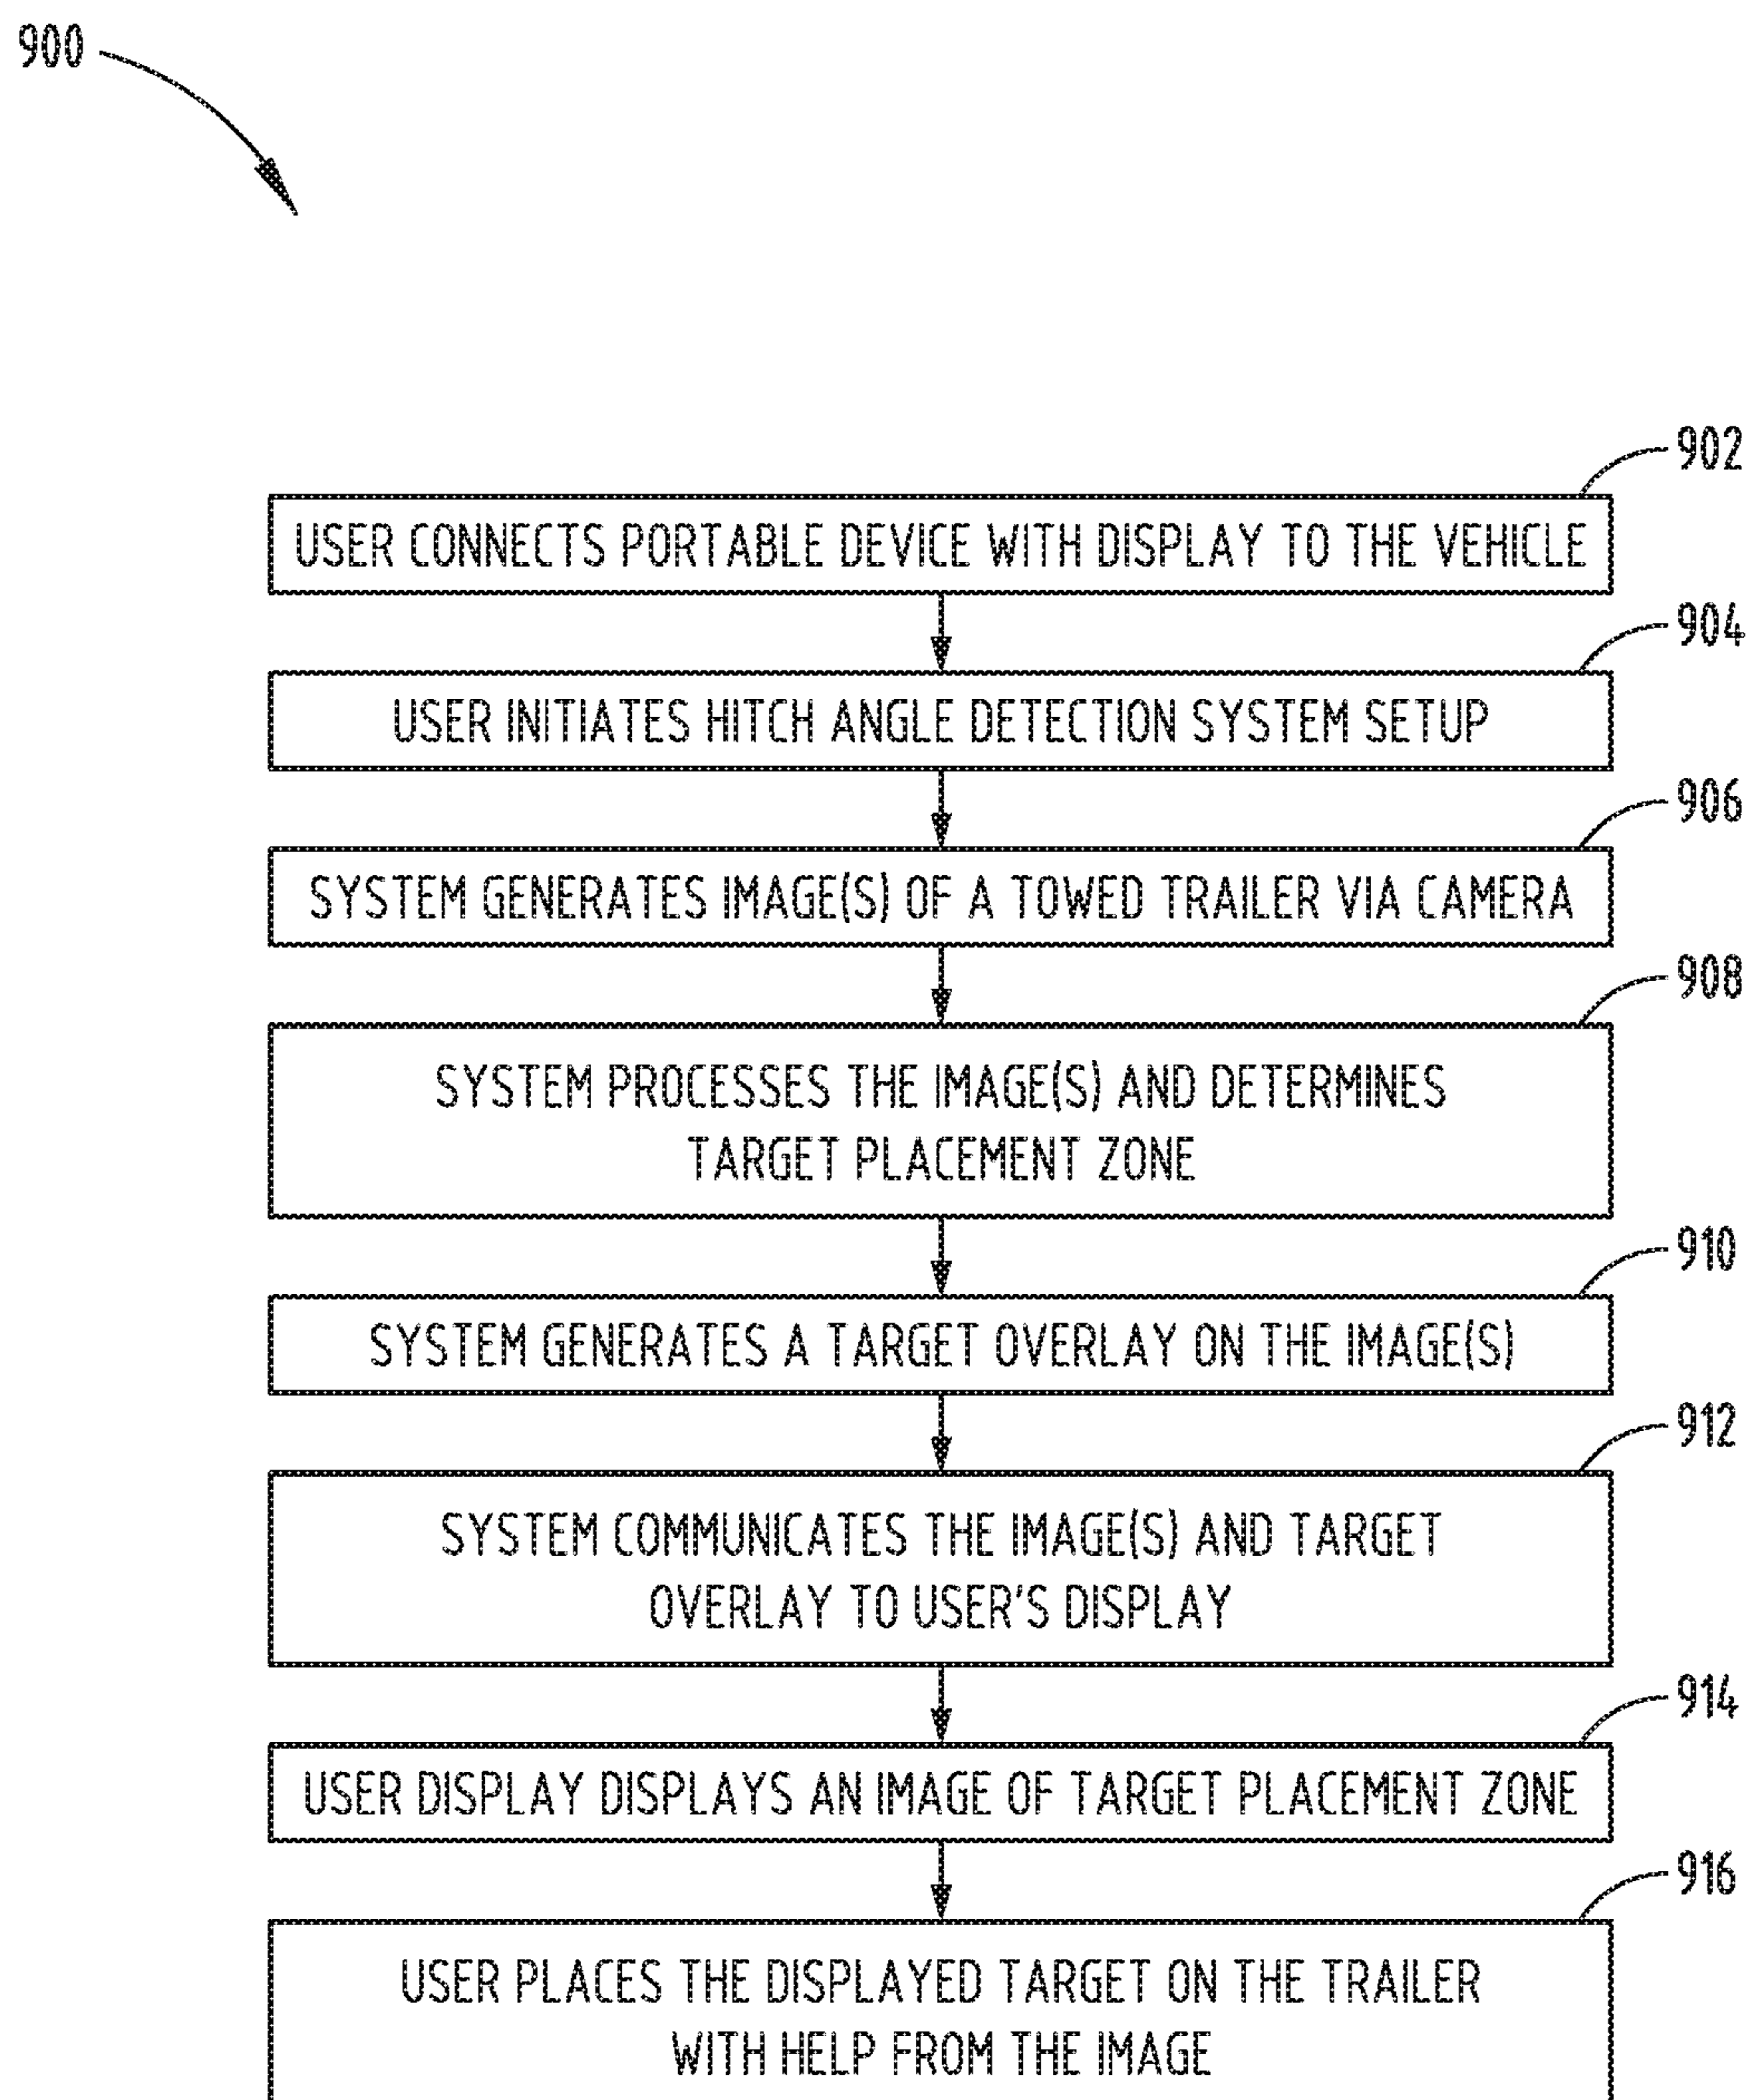 900
902
USER CONNECTS PORTABLE DEVICE WITH DISPLAY TO THE VEHICLE
904
USER INITIATES HITCH ANGLE DETECTION SYSTEM SETUP
906
SYSTEM GENERATES IMAGE(S) OF A TOWED TRAILER VIA CAMERA
908
SYSTEM PROCESSES THE IMAGE(S) AND DETERMINES
TARGET PLACEMENT ZONE
910
SYSTEM GENERATES A TARGET OVERLAY ON THE IMAGE(S)
912
SYSTEM COMMUNICATES THE IMAGE(S) AND TARGET
OVERLAY TO USER'S DISPLAY
914
USER DISPLAY DISPLAYS AN IMAGE OF TARGET PLACEMENT ZONE
916
USER PLACES THE DISPLAYED TARGET ON THE TRAILER
WITH HELP FROM THE IMAGE